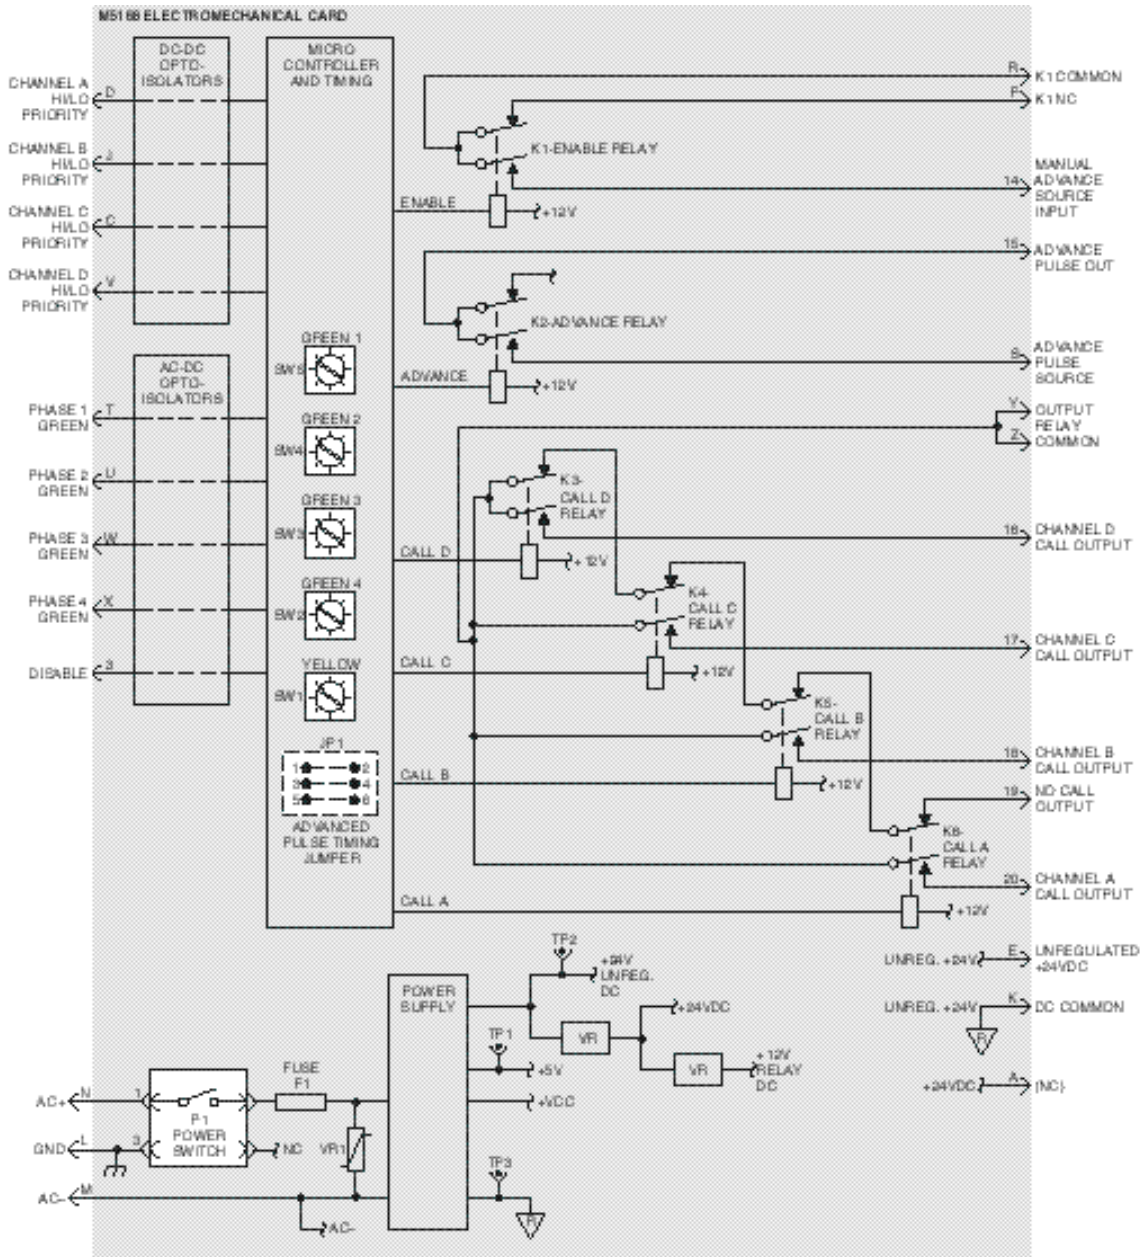 M5168 ELECTROMECHANICAL CARD
DC-DC
OPTO-
ISOLATORS
MICRO
CONTROLLER
AND TIMING
CHANNEL A
HI/LO
PRIORITY
D
CHANNEL B
HI/LO
PRIORITY
J
CHANNEL C
HI/LO
PRIORITY
C
CHANNEL D
HI/LO
PRIORITY
V
AC-DC
OPTO-
ISOLATORS
PHASE 1
GREEN
T
PHASE 2
GREEN
U
PHASE 3
GREEN
W
PHASE 4
GREEN
X
DISABLE
3
GREEN 1
SW5
GREEN 2
SW4
GREEN 3
SW3
GREEN 4
SW2
YELLOW
SW1
JP1
1 2
3 4
5 6
ADVANCED
PULSE TIMING
JUMPER
R
K1 COMMON
P
K1 NC
K1-ENABLE RELAY
14
MANUAL
ADVANCE
SOURCE
INPUT
ENABLE
+12V
15
ADVANCE
PULSE OUT
K2-ADVANCE RELAY
S
ADVANCE
PULSE
SOURCE
ADVANCE
+12V
Y
Z
OUTPUT
RELAY
COMMON
K3-
CALL D
RELAY
16
CHANNEL D
CALL OUTPUT
CALL D
+12V
K4-
CALL C
RELAY
17
CHANNEL C
CALL OUTPUT
CALL C
+12V
K5-
CALL B
RELAY
18
CHANNEL B
CALL OUTPUT
CALL B
+12V
19
NO CALL
OUTPUT
K6-
CALL A
RELAY
20
CHANNEL A
CALL OUTPUT
CALL A
+12V
UNREG. +24V
E
UNREGULATED
+24VDC
UNREG. +24V
K
DC COMMON
R
+24VDC
A
(NC)
POWER
SUPPLY
TP2
+24V
UNREG.
DC
VR
+24VDC
VR
+12V
RELAY
DC
TP1
+5V
+VCC
TP3
R
AC+
N
1
P1
POWER
SWITCH
FUSE
F1
GND
L
3
NC
VR1
AC-
M
AC-